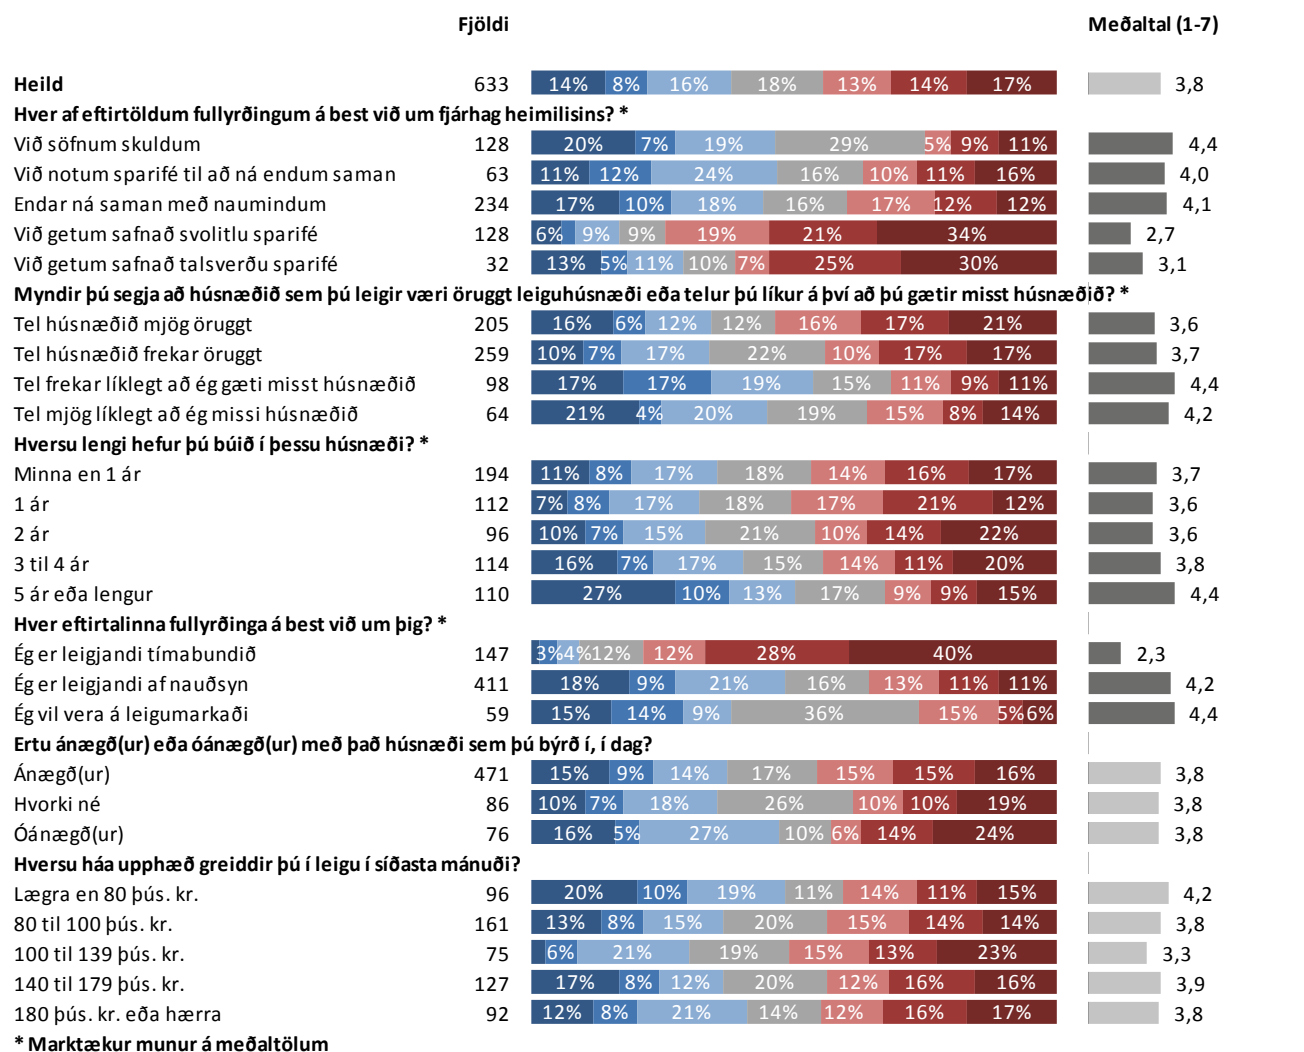 Fjöldi Meðaltal (1-7)
Heild 633 14% 8% 16% 18% 13% 14% 17% 3,8
Hver af eftirtöldum fullyrðingum á best við um fjárhag heimilisins? *
Við söfnum skuldum 128 20% 7% 19% 29% 5% 9% 11% 4,4
Við notum sparifé til að ná endum saman 63 11% 12% 24% 16% 10% 11% 16% 4,0
Endar ná saman með naumindum 234 17% 10% 18% 16% 17% 12% 12% 4,1
Við getum safnað svolitlu sparifé 128 6% 9% 9% 19% 21% 34% 2,7
Við getum safnað talsverðu sparifé 32 13% 5% 11% 10% 7% 25% 30% 3,1
Myndir þú segja að húsnæðið sem þú leigir væri öruggt leiguhúsnæði eða telur þú líkur á því að þú gætir misst húsnæðið? *
Tel húsnæðið mjög öruggt 205 16% 6% 12% 12% 16% 17% 21% 3,6
Tel húsnæðið frekar öruggt 259 10% 7% 17% 22% 10% 17% 17% 3,7
Tel frekar líklegt að ég gæti misst húsnæðið 98 17% 17% 19% 15% 11% 9% 11% 4,4
Tel mjög líklegt að ég missi húsnæðið 64 21% 4% 20% 19% 15% 8% 14% 4,2
Hversu lengi hefur þú búið í þessu húsnæði? *
Minna en 1 ár 194 11% 8% 17% 18% 14% 16% 17% 3,7
1 ár 112 7% 8% 17% 18% 17% 21% 12% 3,6
2 ár 96 10% 7% 15% 21% 10% 14% 22% 3,6
3 til 4 ár 114 16% 7% 17% 15% 14% 11% 20% 3,8
5 ár eða lengur 110 27% 10% 13% 17% 9% 9% 15% 4,4
Hver eftirtalinna fullyrðinga á best við um þig? *
Ég er leigjandi tímabundið 147 3% 4% 12% 12% 28% 40% 2,3
Ég er leigjandi af nauðsyn 411 18% 9% 21% 16% 13% 11% 11% 4,2
Ég vil vera á leigumarkaði 59 15% 14% 9% 36% 15% 5% 6% 4,4
Ertu ánægð(ur) eða óánægð(ur) með það húsnæði sem þú býrð í, í dag?
Ánægð(ur) 471 15% 9% 14% 17% 15% 15% 16% 3,8
Hvorki né 86 10% 7% 18% 26% 10% 10% 19% 3,8
Óánægð(ur) 76 16% 5% 27% 10% 6% 14% 24% 3,8
Hversu háa upphæð greiddir þú í leigu í síðasta mánuði?
Lægra en 80 þús. kr. 96 20% 10% 19% 11% 14% 11% 15% 4,2
80 til 100 þús. kr. 161 13% 8% 15% 20% 15% 14% 14% 3,8
100 til 139 þús. kr. 75 6% 21% 19% 15% 13% 23% 3,3
140 til 179 þús. kr. 127 17% 8% 12% 20% 12% 16% 16% 3,9
180 þús. kr. eða hærra 92 12% 8% 21% 14% 12% 16% 17% 3,8
* Marktækur munur á meðaltölum